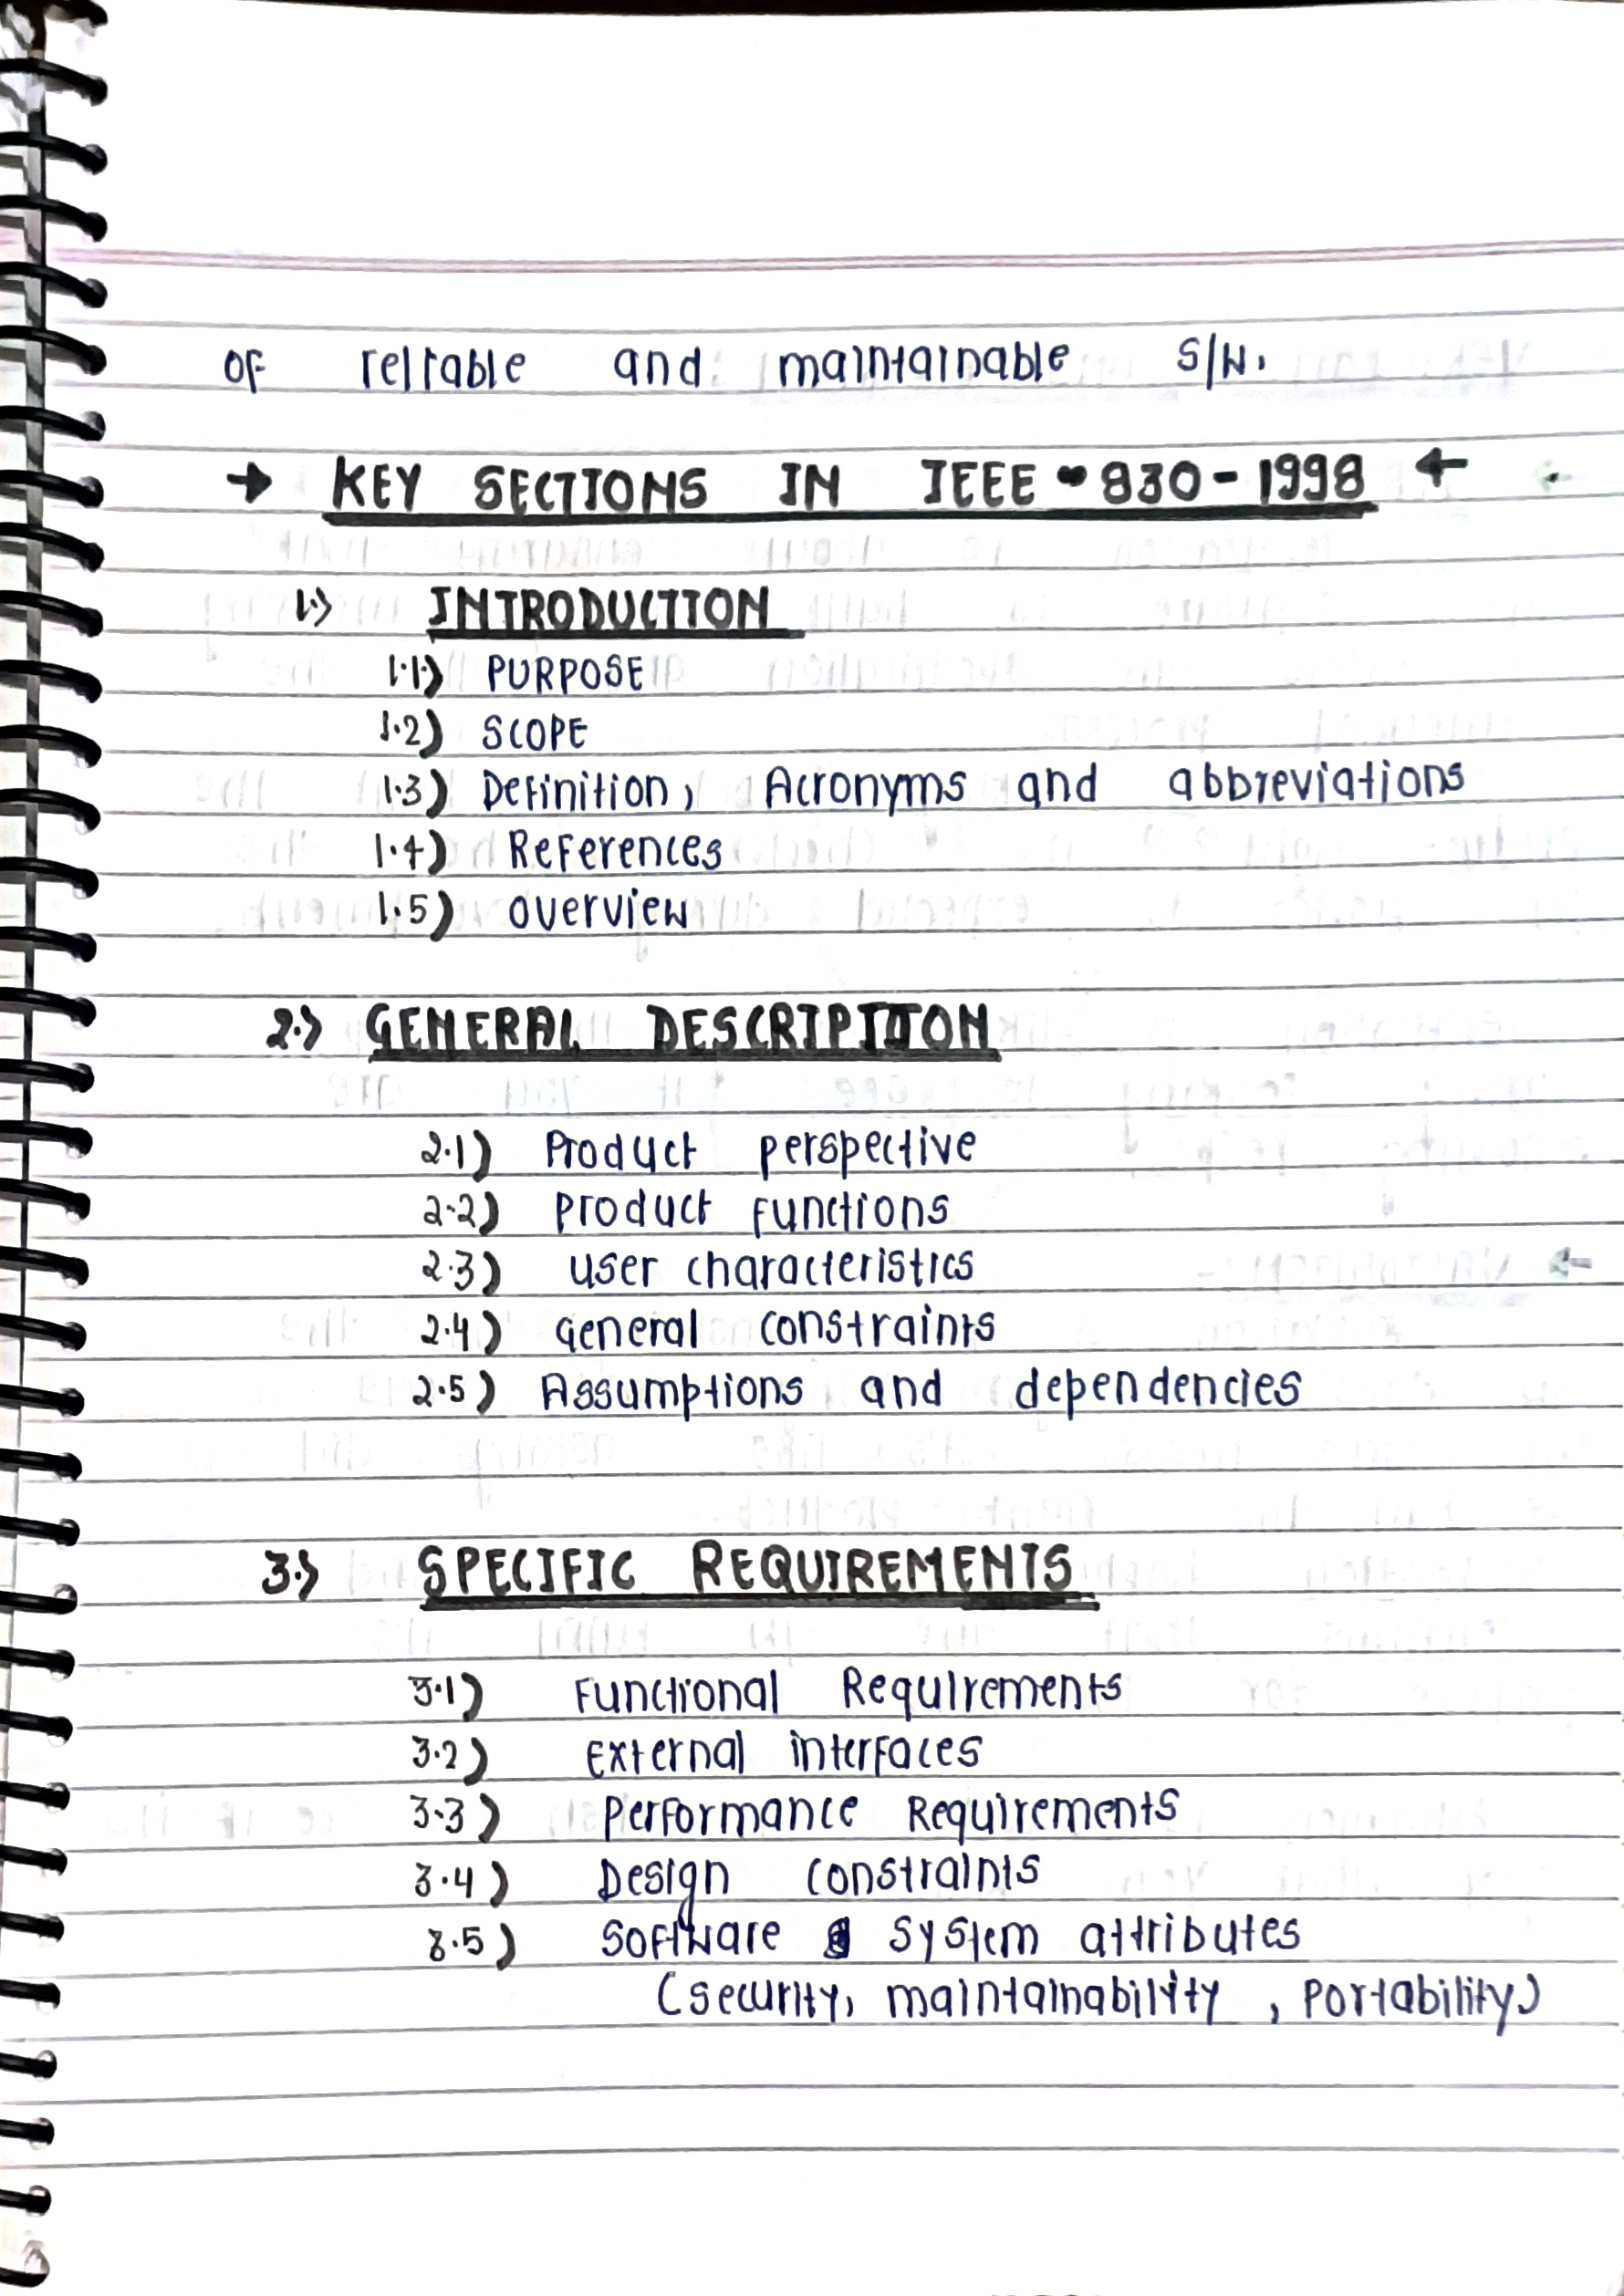 of reliable and maintainable S/W.
→ KEY SECTIONS IN IEEE - 830 - 1998 ←
1.) INTRODUCTION
1.1) PURPOSE
1.2) SCOPE
1.3) Definition, Acronyms and abbreviations
1.4) References
1.5) overview
2.) GENERAL DESCRIPTION
2.1) Product perspective
2.2) Product functions
2.3) user characteristics
2.4) General constraints
2.5) Assumptions and dependencies
3.) SPECIFIC REQUIREMENTS
3.1) Functional Requirements
3.2) External interfaces
3.3) Performance Requirements
3.4) Design constraints
3.5) Software system attributes
(security, maintainability, portability)